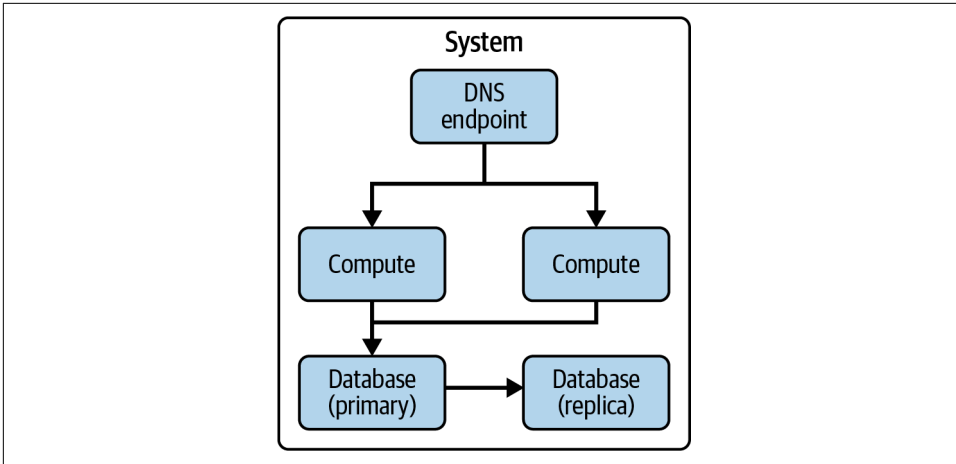 System
DNS
endpoint
Compute
Compute
Database
(primary)
Database
(replica)